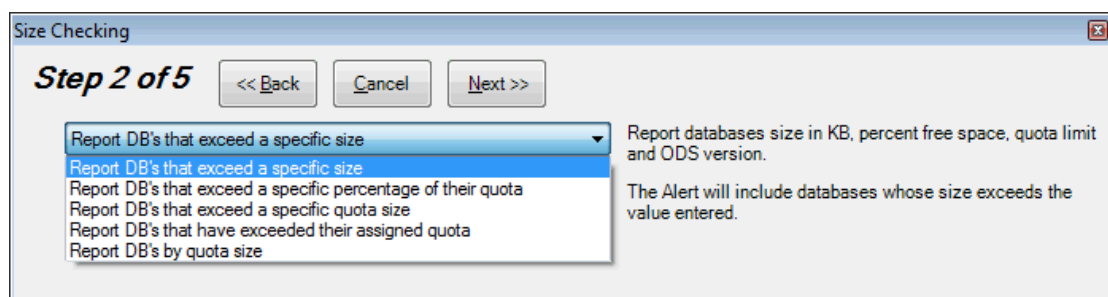 Size Checking
Step 2 of 5
<< Back
Cancel
Next >>
Report DB's that exceed a specific size
Report DB's that exceed a specific size
Report DB's that exceed a specific percentage of their quota
Report DB's that exceed a specific quota size
Report DB's that have exceeded their assigned quota
Report DB's by quota size
Report databases size in KB, percent free space, quota limit
and ODS version.
The Alert will include databases whose size exceeds the
value entered.